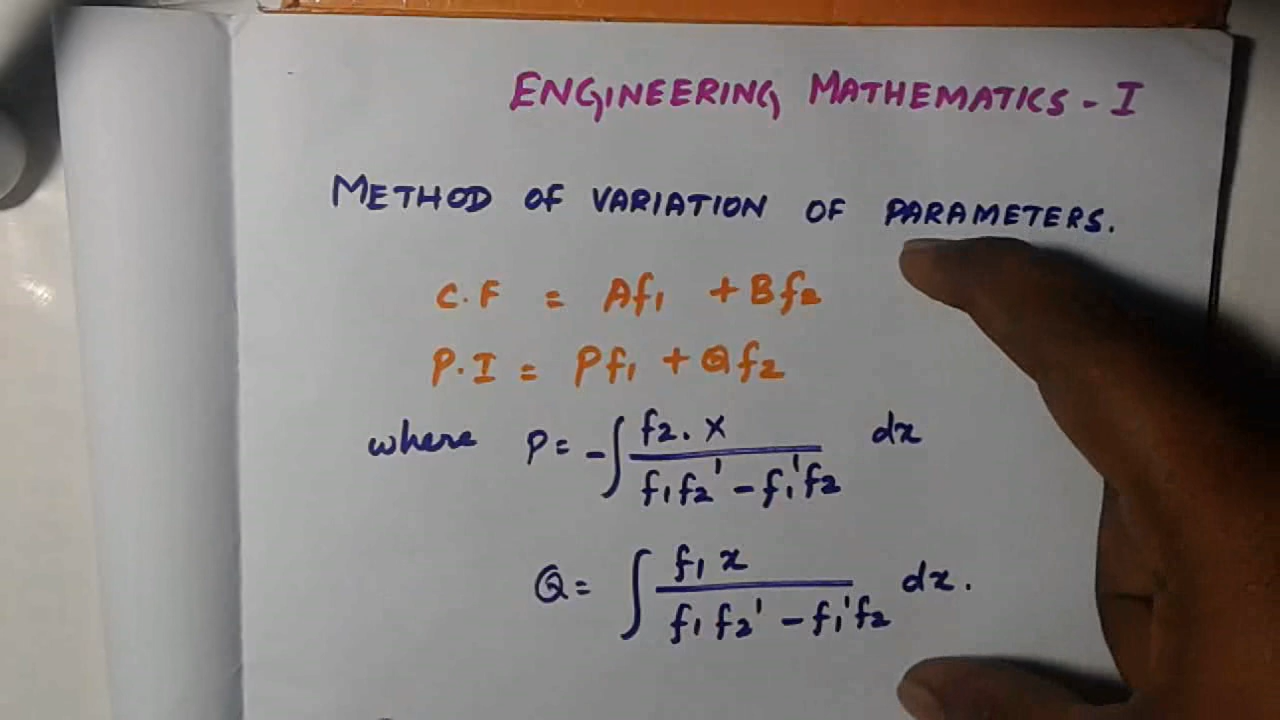 ENGINEERING MATHEMATICS - I
METHOD OF VARIATION OF PARAMETERS.
C.F = Af₁ + Bf₂
P.I = Pf₁ + Qf₂
where P = -∫ (f₂. X)/(f₁f₂' - f₁'f₂) dx
Q = ∫ (f₁ x)/(f₁f₂' - f₁'f₂) dx.